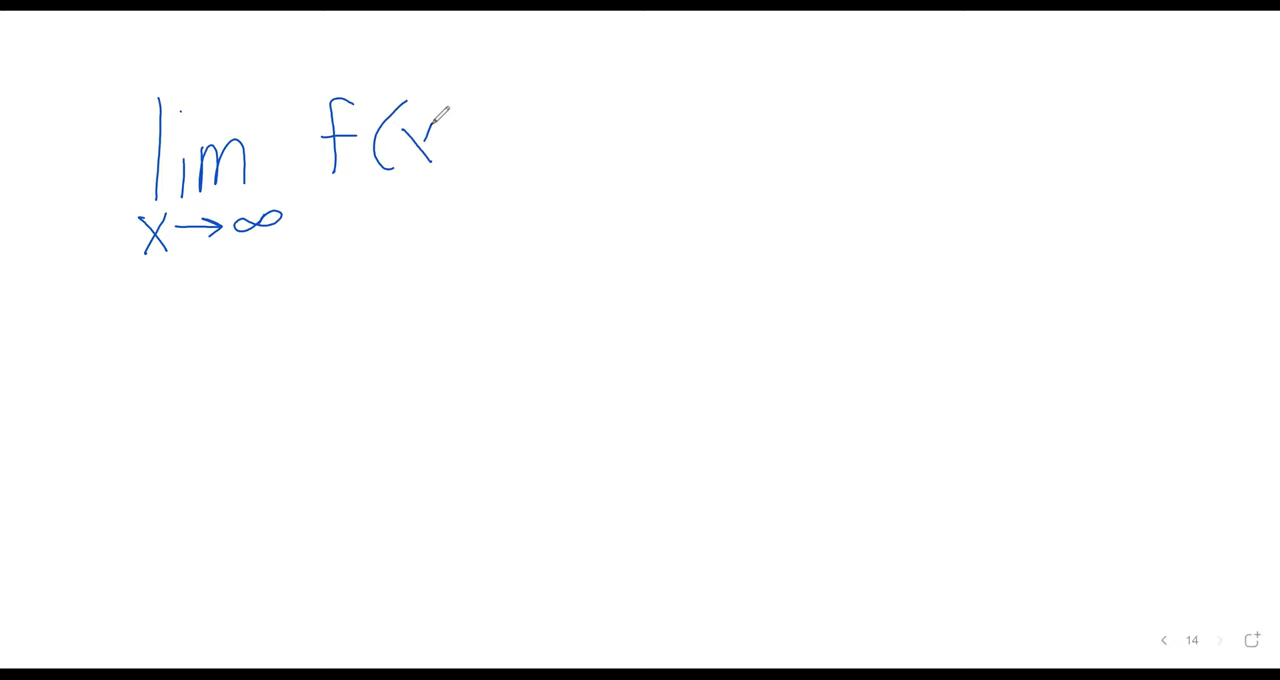 lim f(x
x → ∞
14